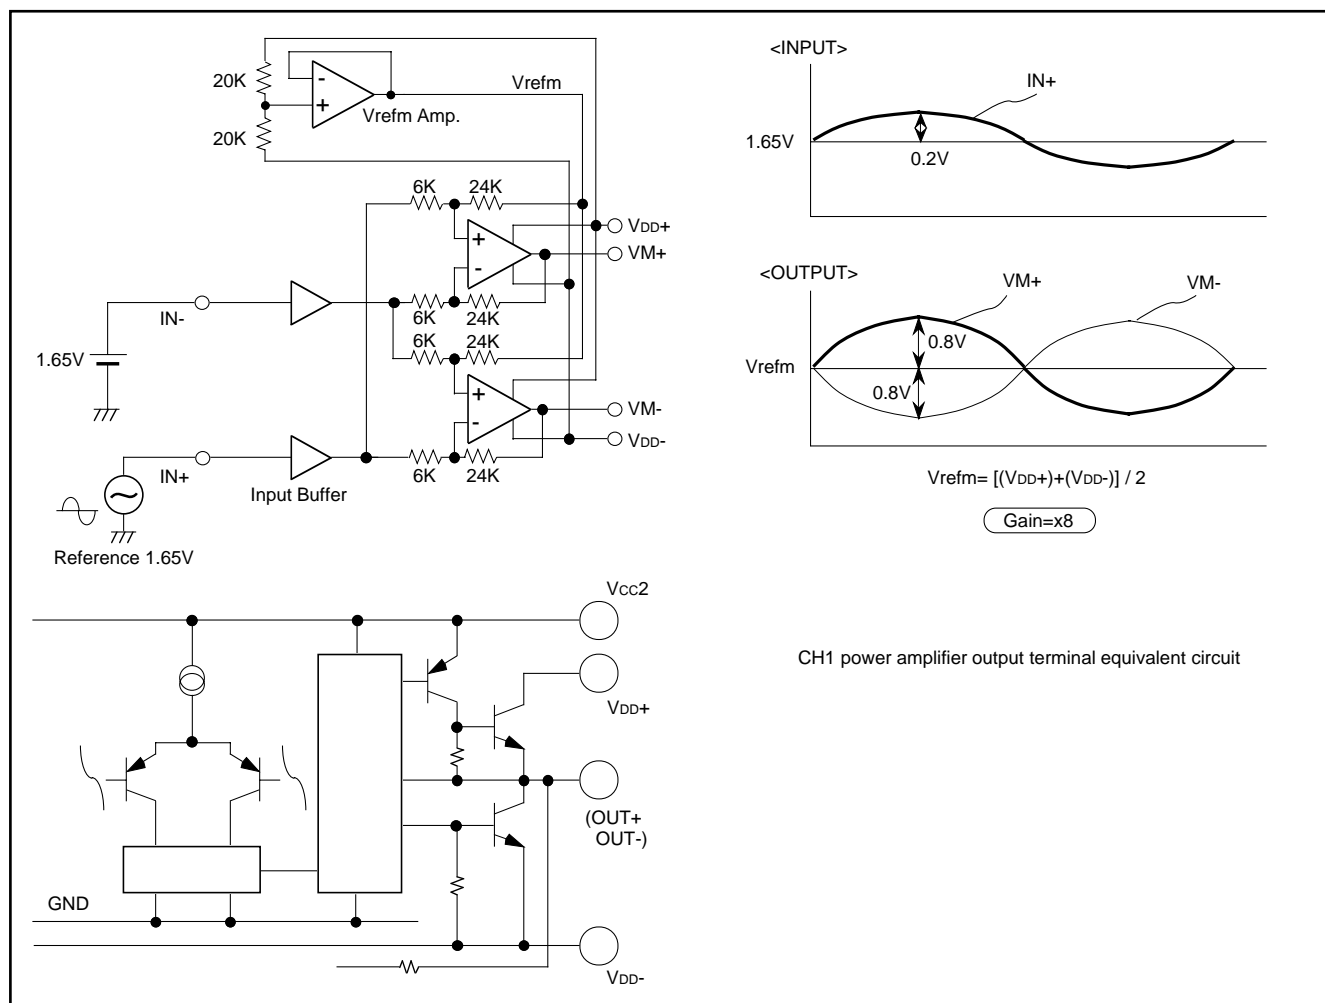 20K
20K
-
+
Vrefm Amp.
Vrefm
6K
24K
+
-
VDD+
VM+
6K
24K
6K
24K
IN-
1.65V
+
-
VM-
VDD-
6K
24K
IN+
Input Buffer
Reference 1.65V
<INPUT>
IN+
1.65V
0.2V
<OUTPUT>
VM+
VM-
0.8V
Vrefm
0.8V
Vrefm= [(VDD+)+(VDD-)] / 2
Gain=x8
VCC2
VDD+
(OUT+
OUT-)
GND
VDD-
CH1 power amplifier output terminal equivalent circuit